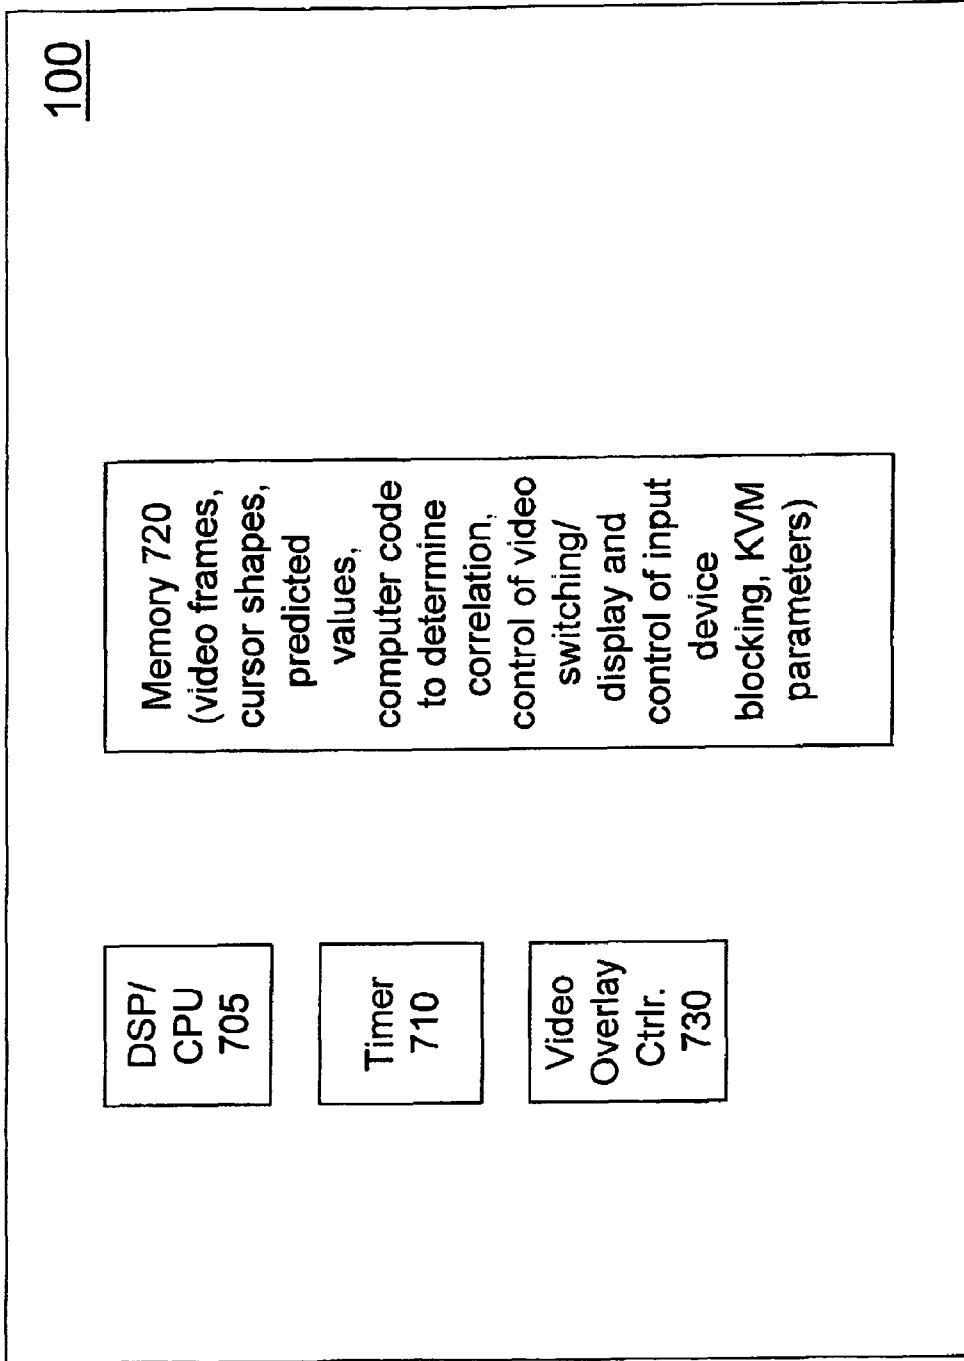 100
DSP/
CPU
705
Timer
710
Video
Overlay
Ctrlr.
730
Memory 720
(video frames,
cursor shapes,
predicted
values,
computer code
to determine
correlation,
control of video
switching/
display and
control of input
device
blocking, KVM
parameters)